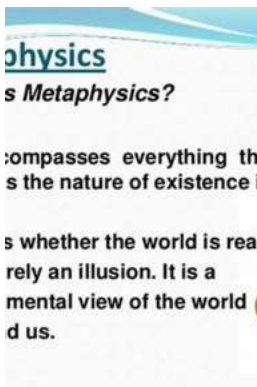 physics
s Metaphysics?
compasses everything th
s the nature of existence i
s whether the world is rea
rely an illusion. It is a
mental view of the world
d us.